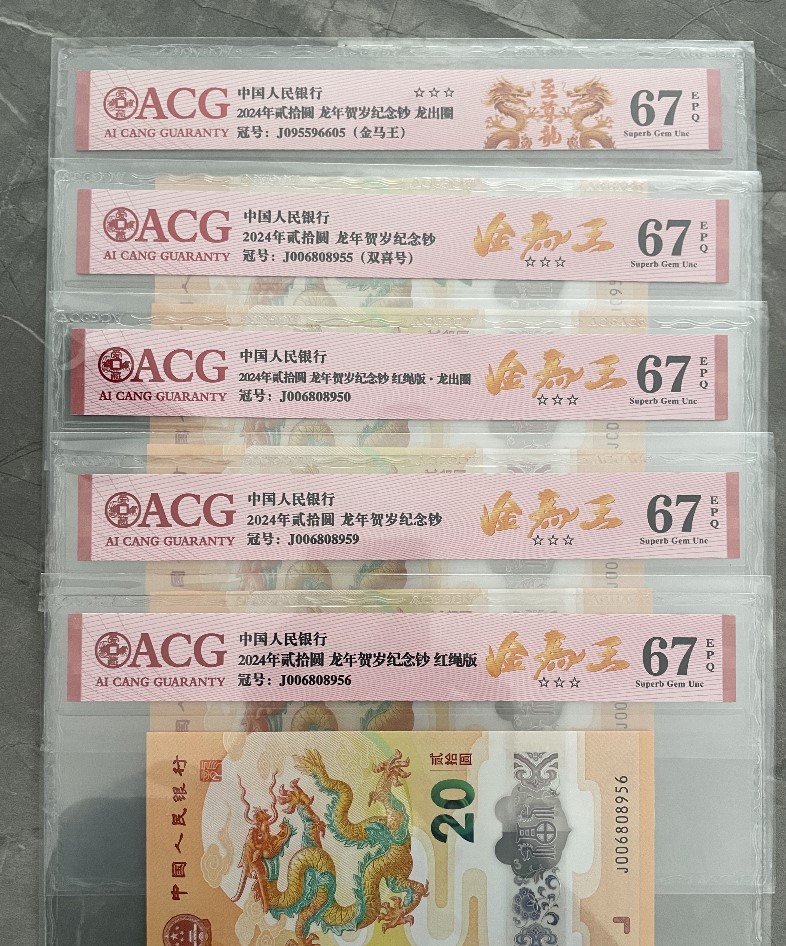 ACG
AI CANG GUARANTY
中国人民银行 ☆☆☆
2024年贰拾圆 龙年贺岁纪念钞 龙出圈
冠号：J095596605（金马王）
至尊龙
67
EPQ
Superb Gem Unc
ACG
AI CANG GUARANTY
中国人民银行
2024年贰拾圆 龙年贺岁纪念钞
冠号：J006808955（双喜号）
金马王
☆☆☆
67
EPQ
Superb Gem Unc
ACG
AI CANG GUARANTY
中国人民银行
2024年贰拾圆 龙年贺岁纪念钞 红绳版·龙出圈
冠号：J006808950
金马王
☆☆☆
67
EPQ
Superb Gem Unc
ACG
AI CANG GUARANTY
中国人民银行
2024年贰拾圆 龙年贺岁纪念钞
冠号：J006808959
金马王
☆☆☆
67
EPQ
Superb Gem Unc
ACG
AI CANG GUARANTY
中国人民银行
2024年贰拾圆 龙年贺岁纪念钞 红绳版
冠号：J006808956
金马王
☆☆☆
67
EPQ
Superb Gem Unc
中国人民银行
贰拾圆
20
J006808956